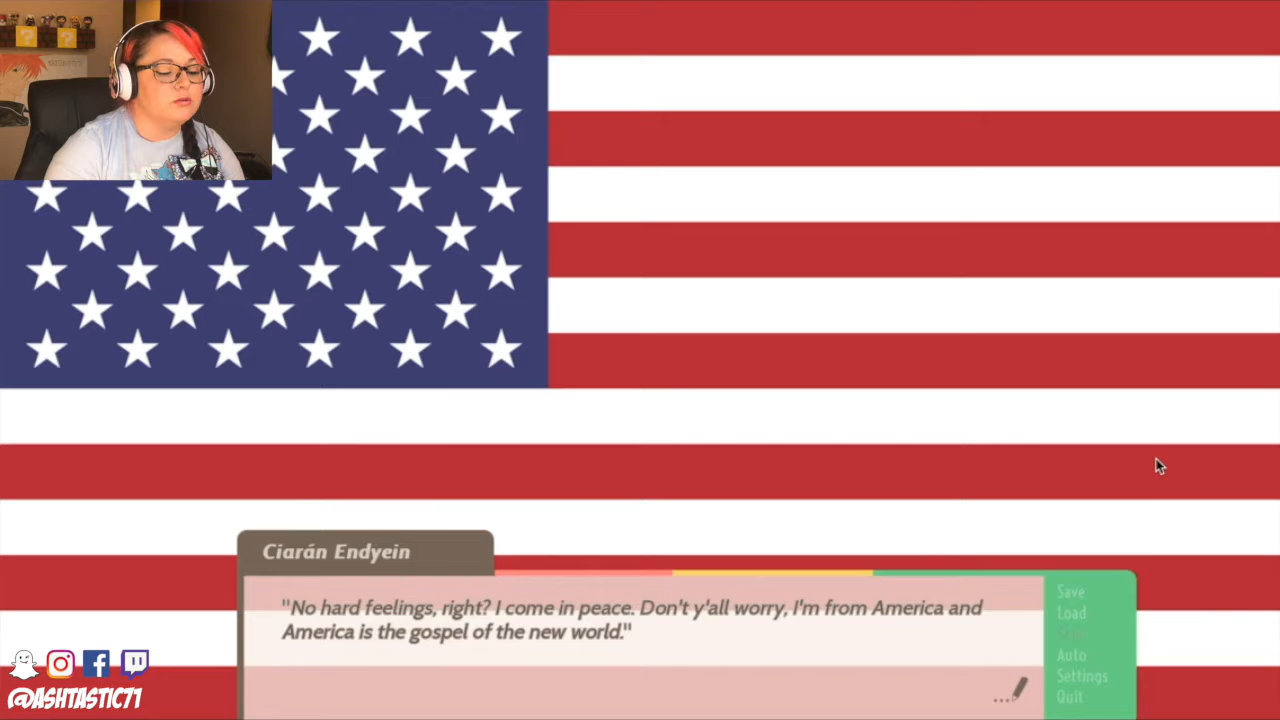 Ciarán Endyein
"No hard feelings, right? I come in peace. Don't y'all worry, I'm from America and
America is the gospel of the new world."
Save
Load
Skip
Auto
Settings
Quit
@ASHTASTIC71